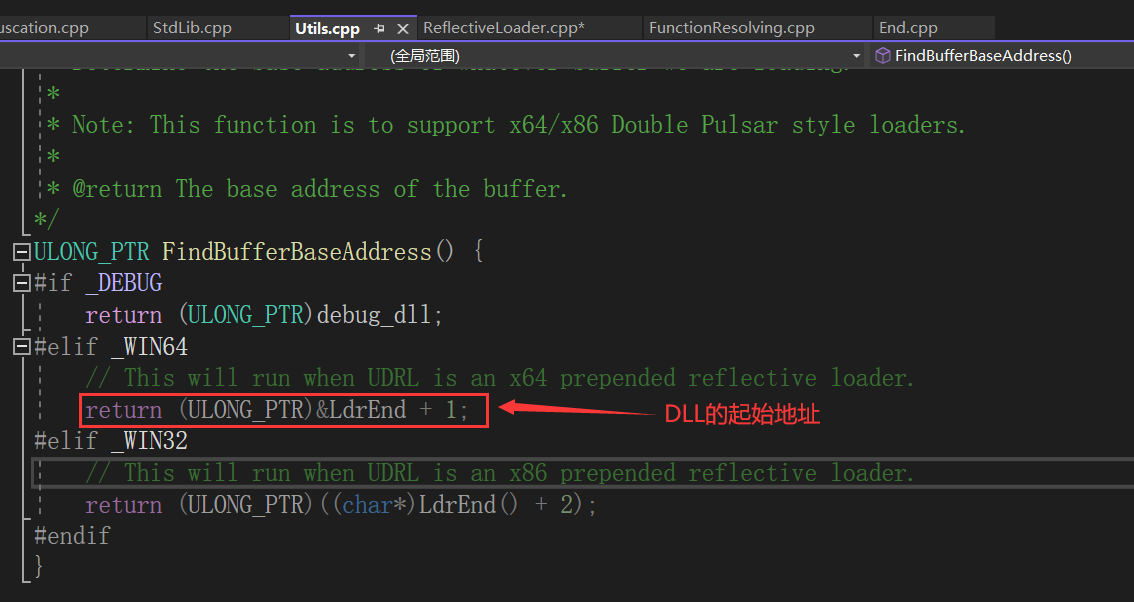 uscation.cpp StdLib.cpp Utils.cpp ReflectiveLoader.cpp* FunctionResolving.cpp End.cpp
(全局范围) FindBufferBaseAddress()
*
* Note: This function is to support x64/x86 Double Pulsar style loaders.
*
* @return The base address of the buffer.
*/
ULONG_PTR FindBufferBaseAddress() {
#if _DEBUG
return (ULONG_PTR)debug_dll;
#elif _WIN64
// This will run when UDRL is an x64 prepended reflective loader.
return (ULONG_PTR)&LdrEnd + 1; DLL的起始地址
#elif _WIN32
// This will run when UDRL is an x86 prepended reflective loader.
return (ULONG_PTR)((char*)LdrEnd() + 2);
#endif
}